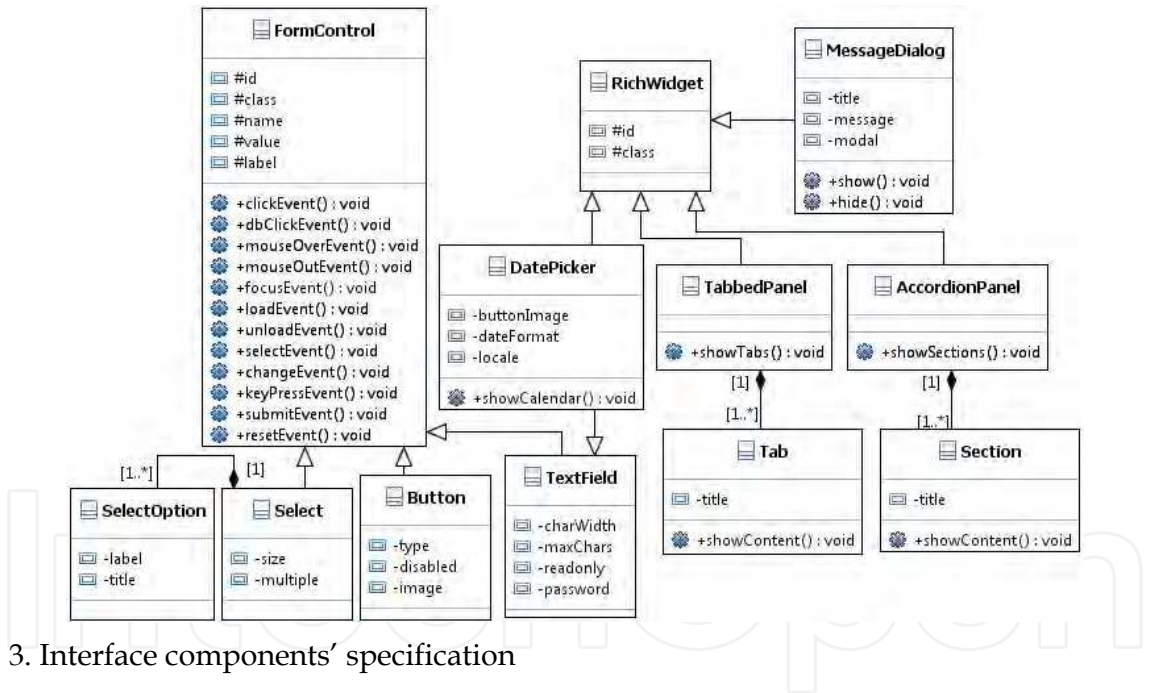 FormControl
#id
#class
#name
#value
#label
+clickEvent() : void
+dbClickEvent() : void
+mouseOverEvent() : void
+mouseOutEvent() : void
+focusEvent() : void
+loadEvent() : void
+unloadEvent() : void
+selectEvent() : void
+changeEvent() : void
+keyPressEvent() : void
+submitEvent() : void
+resetEvent() : void
RichWidget
#id
#class
MessageDialog
-title
-message
-modal
+show() : void
+hide() : void
DatePicker
-buttonImage
-dateFormat
-locale
+showCalendar() : void
TabbedPanel
+showTabs() : void
AccordionPanel
+showSections() : void
[1]
[1..*]
[1]
[1..*]
Tab
-title
+showContent() : void
Section
-title
+showContent() : void
[1..*]
[1]
SelectOption
-label
-title
Select
-size
-multiple
Button
-type
-disabled
-image
TextField
-charWidth
-maxChars
-readonly
-password
IntechOpen
3. Interface components’ specification